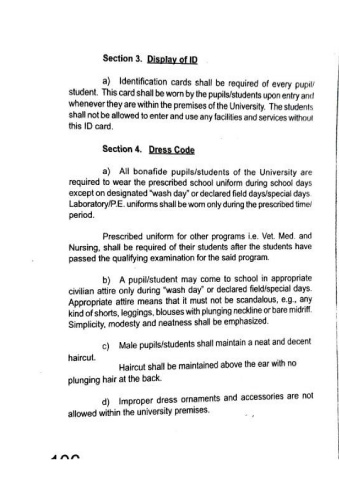 Section 3. Display of ID
a) Identification cards shall be required of every pupil/
student. This card shall be worn by the pupils/students upon entry and
whenever they are within the premises of the University. The students
shall not be allowed to enter and use any facilities and services without
this ID card.
Section 4. Dress Code
a) All bonafide pupils/students of the University are
required to wear the prescribed school uniform during school days
except on designated "wash day" or declared field days/special days.
Laboratory/P.E. uniforms shall be worn only during the prescribed time/
period.
Prescribed uniform for other programs i.e. Vet. Med. and
Nursing, shall be required of their students after the students have
passed the qualifying examination for the said program.
b) A pupil/student may come to school in appropriate
civilian attire only during "wash day" or declared field/special days.
Appropriate attire means that it must not be scandalous, e.g., any
kind of shorts, leggings, blouses with plunging neckline or bare midriff.
Simplicity, modesty and neatness shall be emphasized.
c) Male pupils/students shall maintain a neat and decent
haircut.
Haircut shall be maintained above the ear with no
plunging hair at the back.
d) Improper dress ornaments and accessories are not
allowed within the university premises.